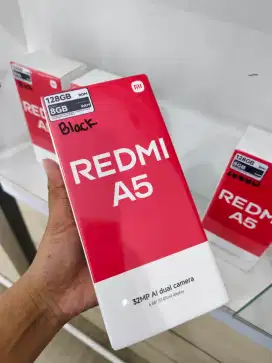 128GB
8GB
Black
REDMI
A5
32MP AI dual camera
128GB
REDMI
A5